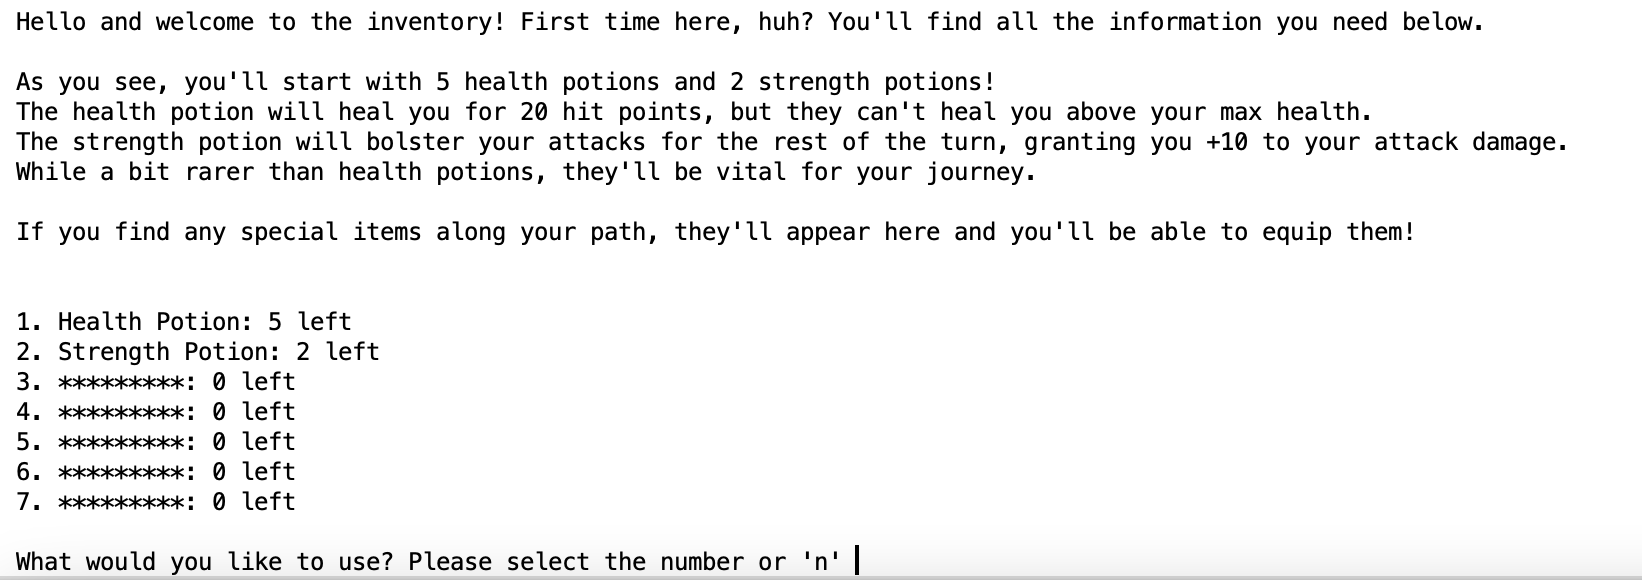 Hello and welcome to the inventory! First time here, huh? You'll find all the information you need below.
As you see, you'll start with 5 health potions and 2 strength potions!
The health potion will heal you for 20 hit points, but they can't heal you above your max health.
The strength potion will bolster your attacks for the rest of the turn, granting you +10 to your attack damage.
While a bit rarer than health potions, they'll be vital for your journey.
If you find any special items along your path, they'll appear here and you'll be able to equip them!
1. Health Potion: 5 left
2. Strength Potion: 2 left
3. *********: 0 left
4. *********: 0 left
5. *********: 0 left
6. *********: 0 left
7. *********: 0 left
What would you like to use? Please select the number or 'n'